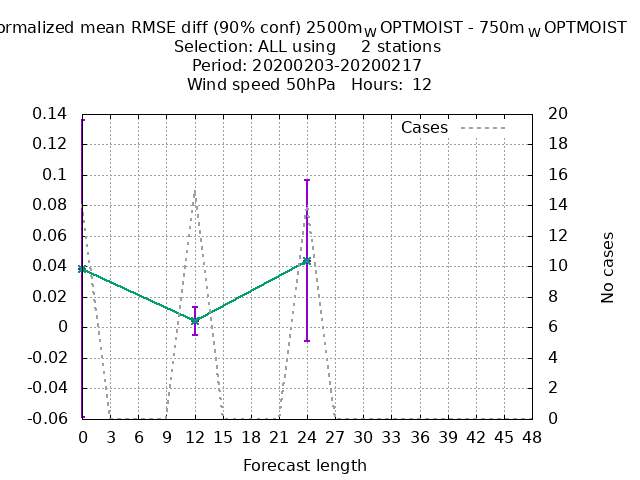 ormalized mean RMSE diff (90% conf) 2500mW OPTMOIST - 750mW OPTMOIST
Selection: ALL using 2 stations
Period: 20200203-20200217
Wind speed 50hPa Hours: 12
Cases
0.14
0.12
0.1
0.08
0.06
0.04
0.02
0
-0.02
-0.04
-0.06
20
18
16
14
12
10
8
6
4
2
0
No cases
0 3 6 9 12 15 18 21 24 27 30 33 36 39 42 45 48
Forecast length